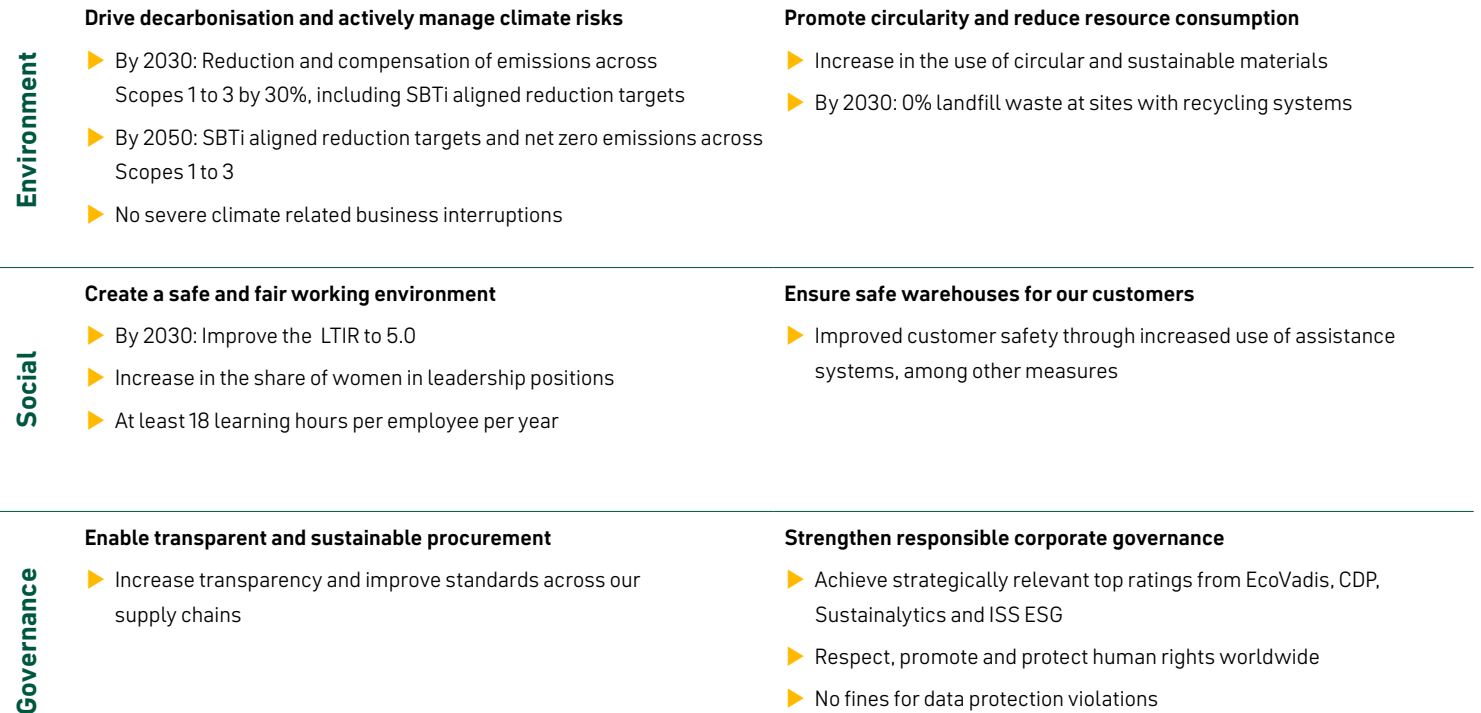 Environment
Drive decarbonisation and actively manage climate risks
▶ By 2030: Reduction and compensation of emissions across
Scopes 1 to 3 by 30%, including SBTi aligned reduction targets
▶ By 2050: SBTi aligned reduction targets and net zero emissions across
Scopes 1 to 3
▶ No severe climate related business interruptions
Promote circularity and reduce resource consumption
▶ Increase in the use of circular and sustainable materials
▶ By 2030: 0% landfill waste at sites with recycling systems
Social
Create a safe and fair working environment
▶ By 2030: Improve the LTIR to 5.0
▶ Increase in the share of women in leadership positions
▶ At least 18 learning hours per employee per year
Ensure safe warehouses for our customers
▶ Improved customer safety through increased use of assistance
systems, among other measures
Governance
Enable transparent and sustainable procurement
▶ Increase transparency and improve standards across our
supply chains
Strengthen responsible corporate governance
▶ Achieve strategically relevant top ratings from EcoVadis, CDP,
Sustainalytics and ISS ESG
▶ Respect, promote and protect human rights worldwide
▶ No fines for data protection violations